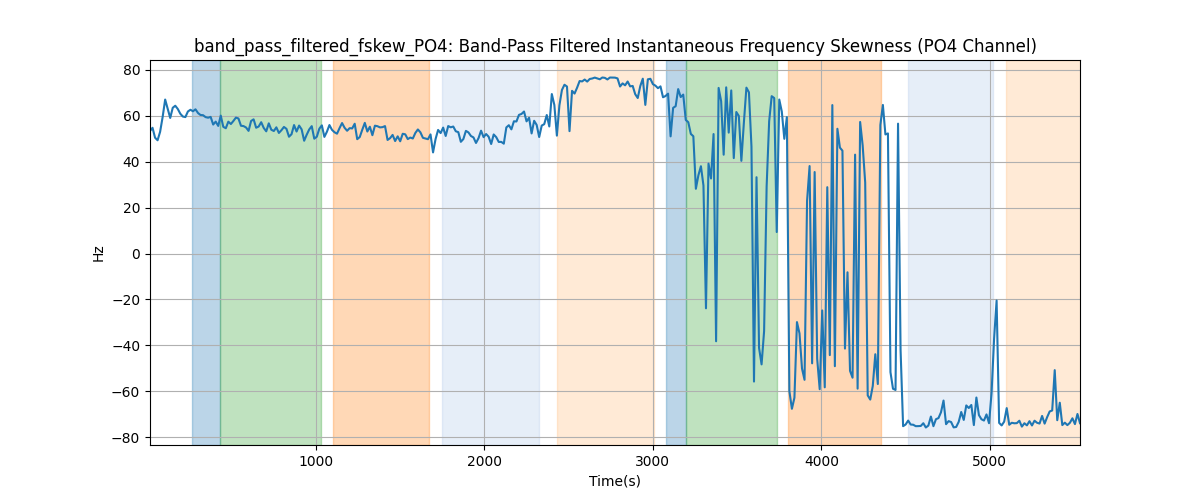 band_pass_filtered_fskew_PO4: Band-Pass Filtered Instantaneous Frequency Skewness (PO4 Channel)
80
60
40
20
0
−20
−40
−60
−80
Hz
1000 2000 3000 4000 5000
Time(s)